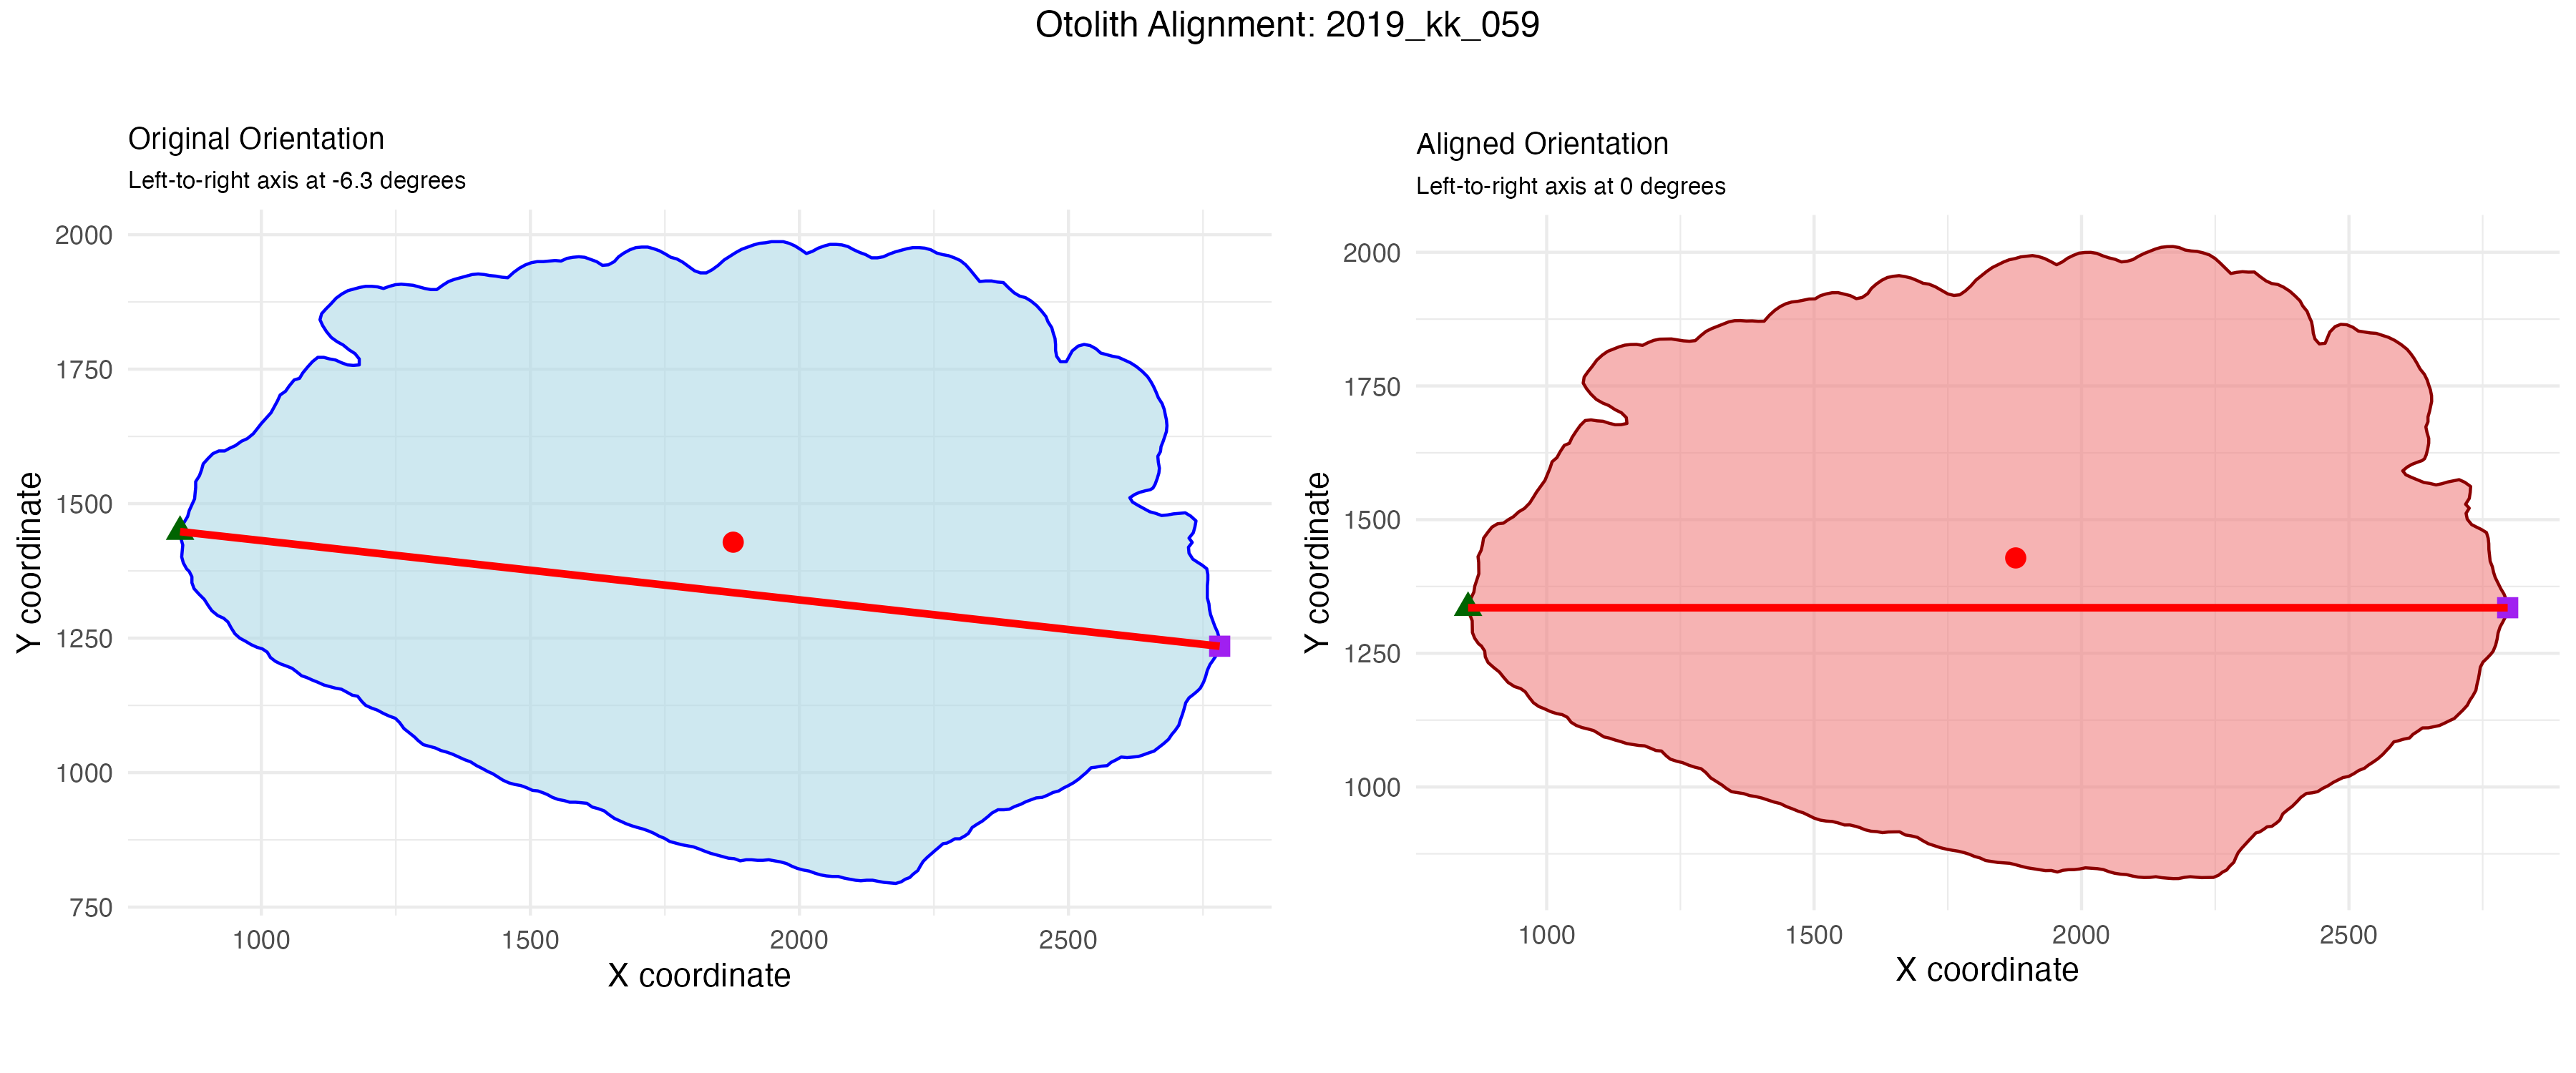 Otolith Alignment: 2019_kk_059
Original Orientation
Left-to-right axis at -6.3 degrees
2000
1750
1500
1250
1000
750
Y coordinate
1000 1500 2000 2500
X coordinate
Aligned Orientation
Left-to-right axis at 0 degrees
2000
1750
1500
1250
1000
Y coordinate
1000 1500 2000 2500
X coordinate